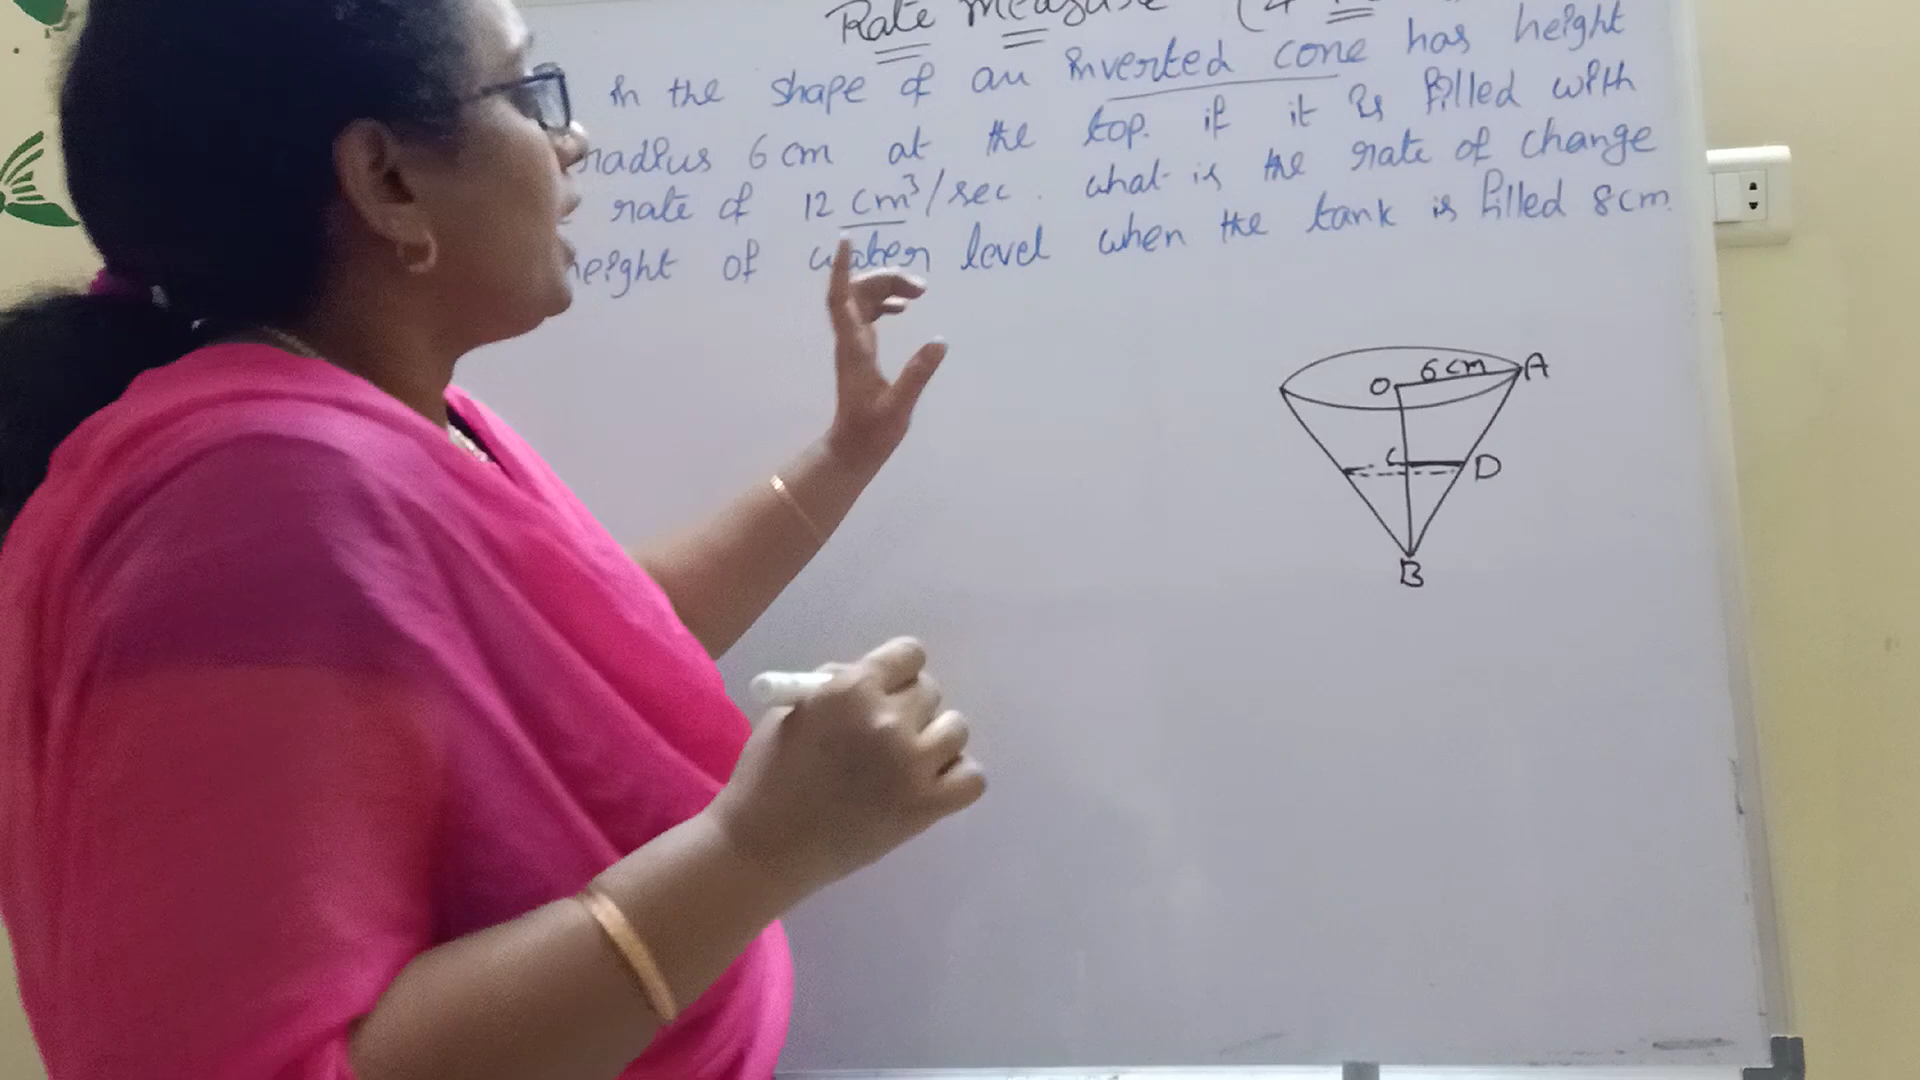 Rate Measure (4
in the shape of an inverted cone has height
radius 6 cm at the top. if it is filled with
rate of 12 cm³/sec. what is the rate of change
height of water level when the tank is filled 8cm.
O 6cm A
C D
B